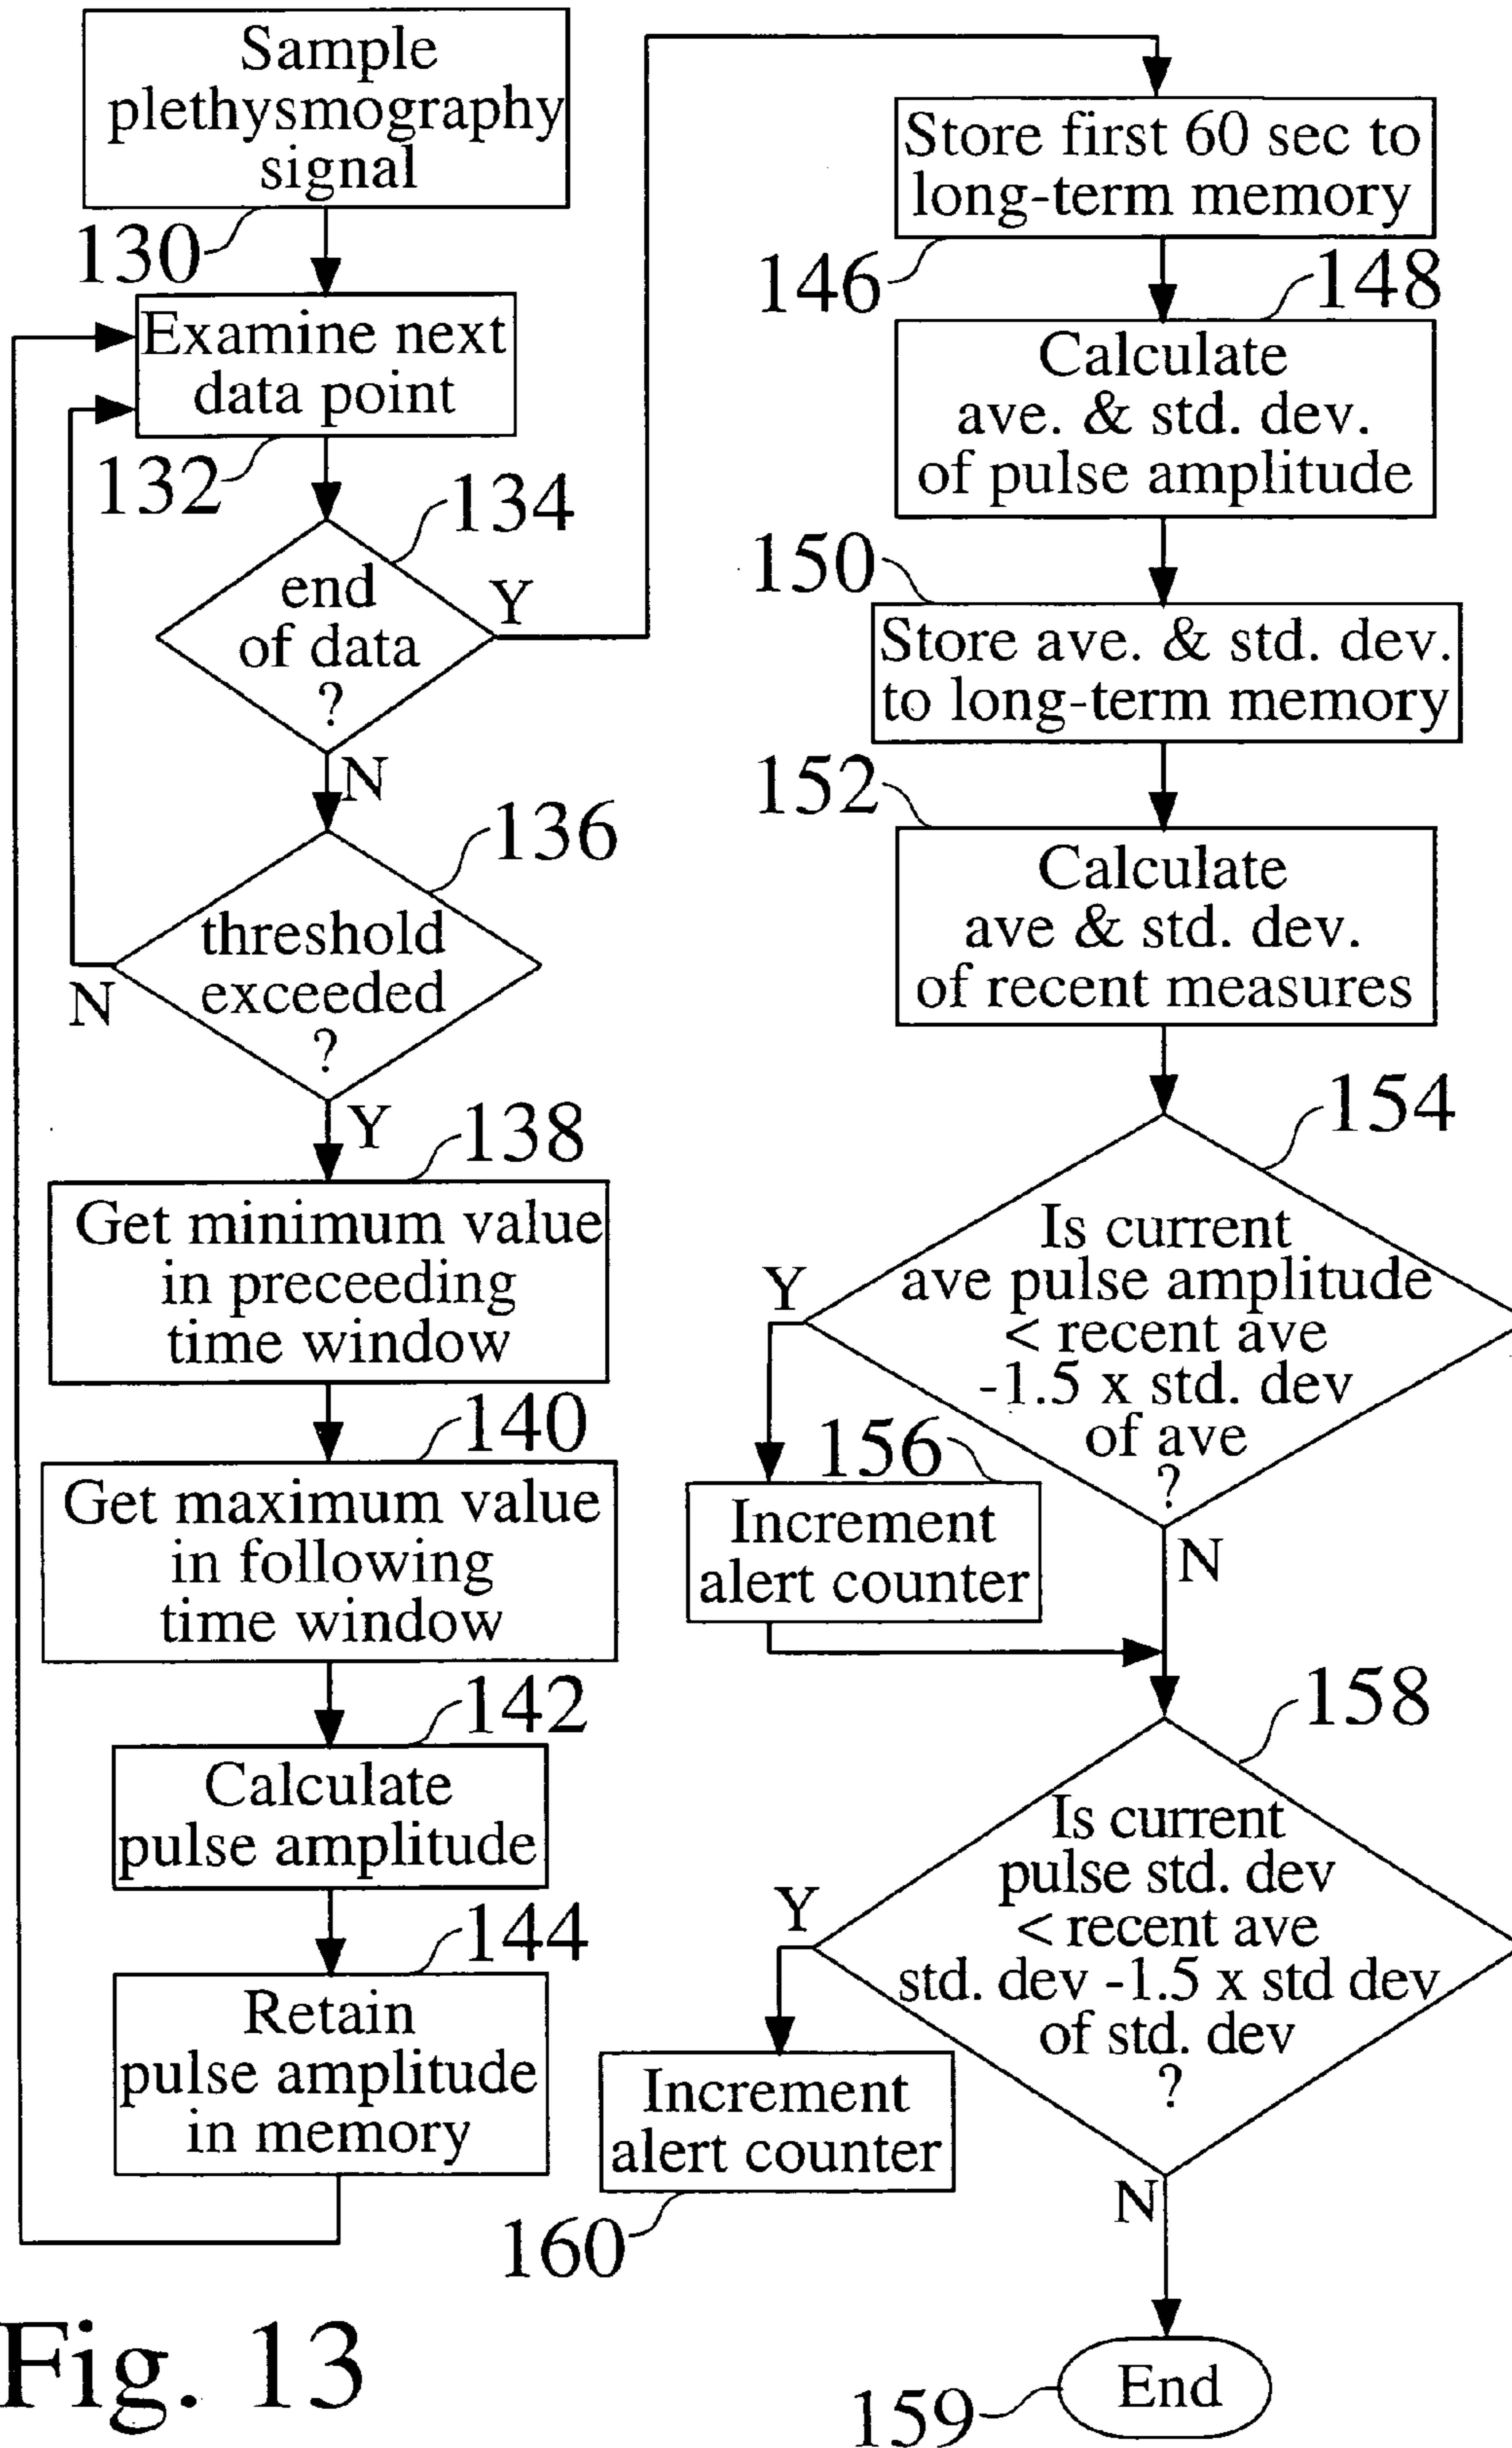 Sample
plethysmography
signal
130
Examine next
data point
132
134
end
of data
?
Y
N
136
threshold
exceeded
?
N
Y
138
Get minimum value
in preceeding
time window
140
Get maximum value
in following
time window
142
Calculate
pulse amplitude
144
Retain
pulse amplitude
in memory
Store first 60 sec to
long-term memory
146
148
Calculate
ave. & std. dev.
of pulse amplitude
150
Store ave. & std. dev.
to long-term memory
152
Calculate
ave & std. dev.
of recent measures
154
Is current
ave pulse amplitude
< recent ave
-1.5 x std. dev
of ave
?
Y
156
Increment
alert counter
N
158
Is current
pulse std. dev
< recent ave
std. dev -1.5 x std dev
of std. dev
?
Y
Increment
alert counter
160
N
End
159
Fig. 13